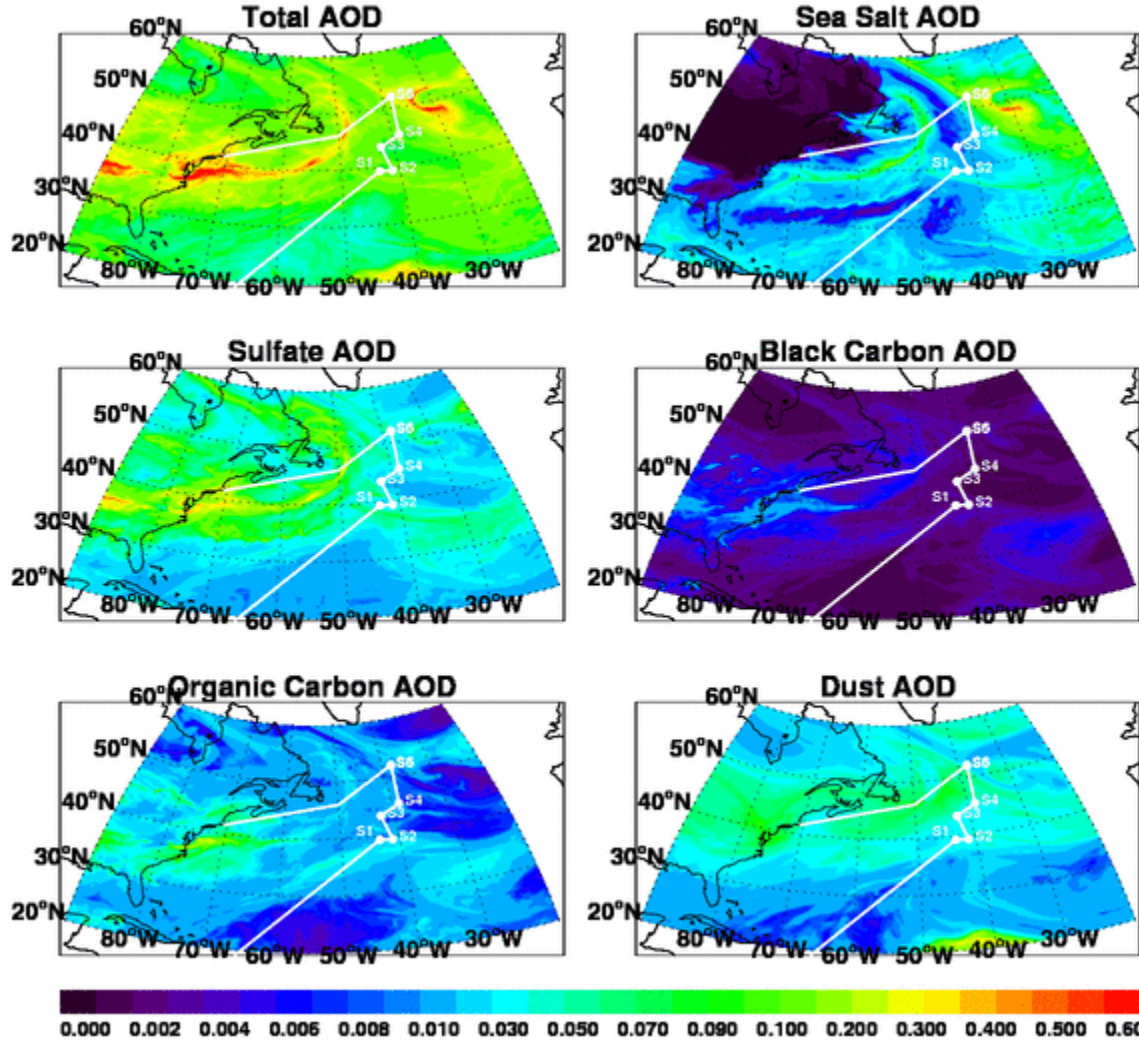 Total AOD
60°N
50°N
40°N
30°N
20°N
80°W
70°W
60°W
50°W
40°W
30°W
S1
S2
S3
S4
Sea Salt AOD
60°N
50°N
40°N
30°N
20°N
80°W
70°W
60°W
50°W
40°W
30°W
S1
S2
S3
S4
Sulfate AOD
60°N
50°N
40°N
30°N
20°N
80°W
70°W
60°W
50°W
40°W
30°W
S1
S2
S3
S4
Black Carbon AOD
60°N
50°N
40°N
30°N
20°N
80°W
70°W
60°W
50°W
40°W
30°W
S1
S2
S3
S4
Organic Carbon AOD
60°N
50°N
40°N
30°N
20°N
80°W
70°W
60°W
50°W
40°W
30°W
S1
S2
S3
S4
Dust AOD
60°N
50°N
40°N
30°N
20°N
80°W
70°W
60°W
50°W
40°W
30°W
S1
S2
S3
S4
0.000 0.002 0.004 0.006 0.008 0.010 0.030 0.050 0.070 0.090 0.100 0.200 0.300 0.400 0.500